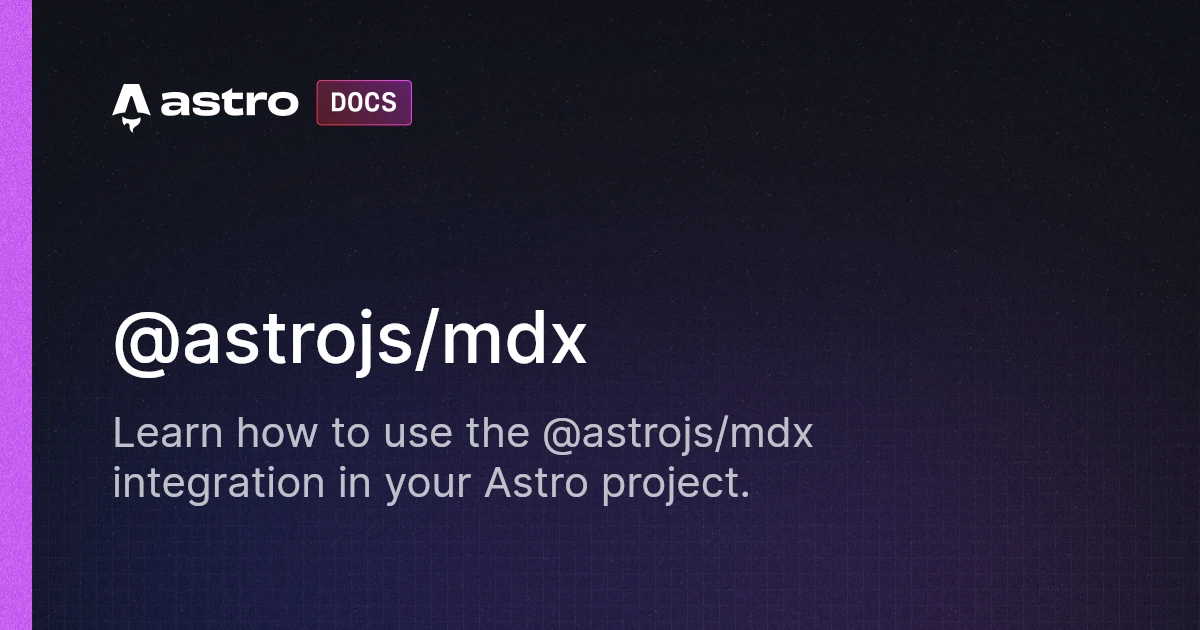 astro DOCS
@astrojs/mdx
Learn how to use the @astrojs/mdx
integration in your Astro project.